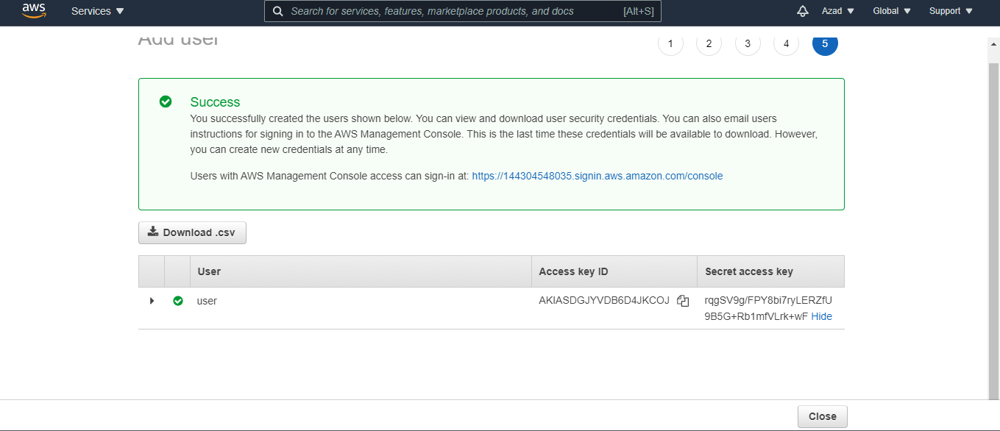 aws
Services
Search for services, features, marketplace products, and docs
[Alt+S]
Azad
Global
Support
Add user
1
2
3
4
5
Success
You successfully created the users shown below. You can view and download user security credentials. You can also email users
instructions for signing in to the AWS Management Console. This is the last time these credentials will be available to download. However,
you can create new credentials at any time.
Users with AWS Management Console access can sign-in at: https://144304548035.signin.aws.amazon.com/console
Download .csv
User
Access key ID
Secret access key
user
AKIASDGJYVDB6D4JKCOJ
rqgSV9g/FPY8bi7ryLERZfU
9B5G+Rb1mfVLrk+wF Hide
Close